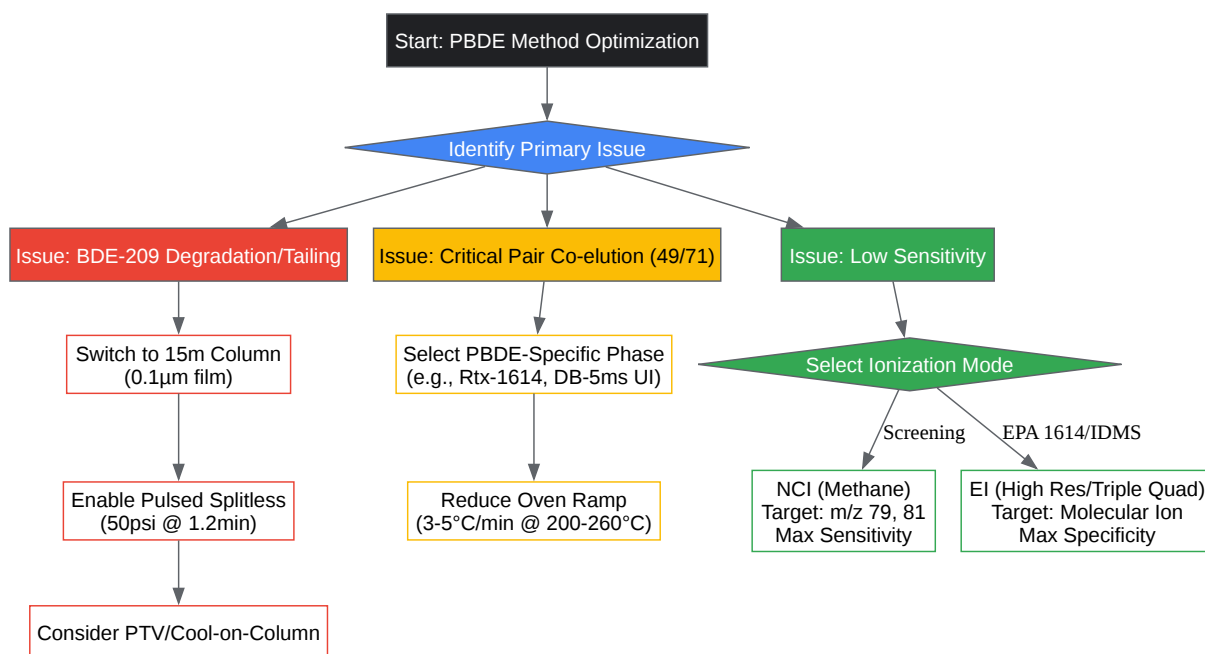 Start: PBDE Method Optimization
Identify Primary Issue
Issue: BDE-209 Degradation/Tailing
Issue: Critical Pair Co-elution (49/71)
Issue: Low Sensitivity
Switch to 15m Column
(0.1µm film)
Select PBDE-Specific Phase
(e.g., Rtx-1614, DB-5ms UI)
Select Ionization Mode
Screening
EPA 1614/IDMS
Enable Pulsed Splitless
(50psi @ 1.2min)
Reduce Oven Ramp
(3-5°C/min @ 200-260°C)
NCI (Methane)
Target: m/z 79, 81
Max Sensitivity
EI (High Res/Triple Quad)
Target: Molecular Ion
Max Specificity
Consider PTV/Cool-on-Column